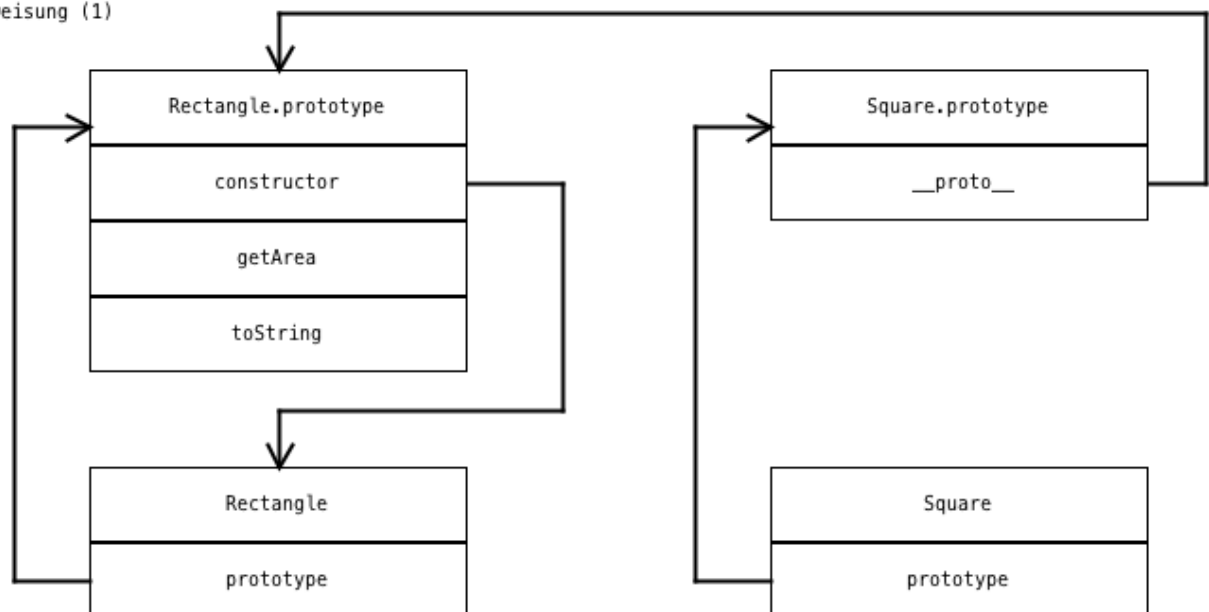 eisung (1)
Rectangle.prototype
constructor
getArea
toString
Square.prototype
__proto__
Rectangle
prototype
Square
prototype